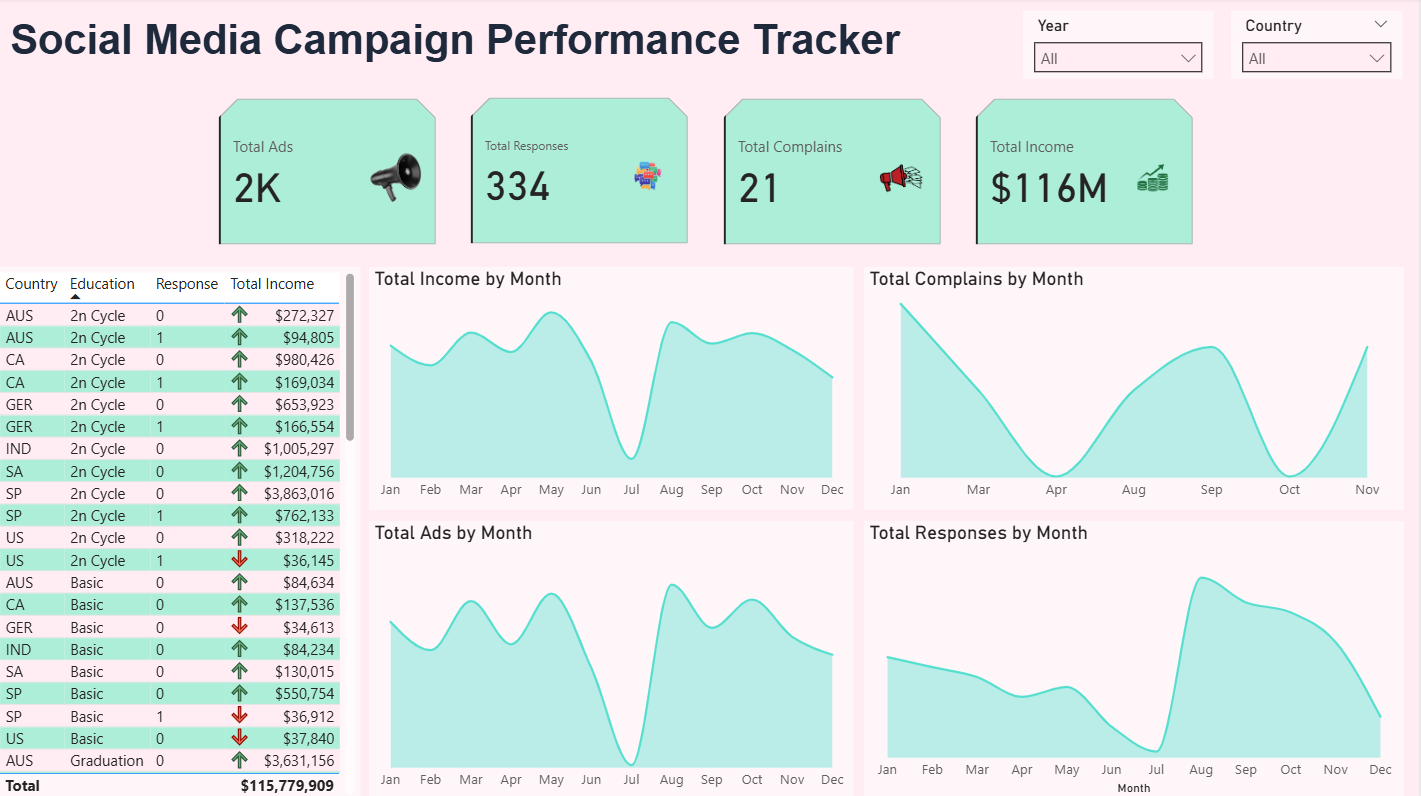 Social Media Campaign Performance Tracker
Year
All
Country
All
Total Ads
2K
Total Responses
334
Total Complains
21
Total Income
$116M
Country Education Response Total Income
AUS 2n Cycle 0 $272,327
AUS 2n Cycle 1 $94,805
CA 2n Cycle 0 $980,426
CA 2n Cycle 1 $169,034
GER 2n Cycle 0 $653,923
GER 2n Cycle 1 $166,554
IND 2n Cycle 0 $1,005,297
SA 2n Cycle 0 $1,204,756
SP 2n Cycle 0 $3,863,016
SP 2n Cycle 1 $762,133
US 2n Cycle 0 $318,222
US 2n Cycle 1 $36,145
AUS Basic 0 $84,634
CA Basic 0 $137,536
GER Basic 0 $34,613
IND Basic 0 $84,234
SA Basic 0 $130,015
SP Basic 0 $550,754
SP Basic 1 $36,912
US Basic 0 $37,840
AUS Graduation 0 $3,631,156
Total $115,779,909
Total Income by Month
Jan Feb Mar Apr May Jun Jul Aug Sep Oct Nov Dec
Total Complains by Month
Jan Mar Apr Aug Sep Oct Nov
Total Ads by Month
Jan Feb Mar Apr May Jun Jul Aug Sep Oct Nov Dec
Total Responses by Month
Jan Feb Mar Apr May Jun Jul Aug Sep Oct Nov Dec
Month